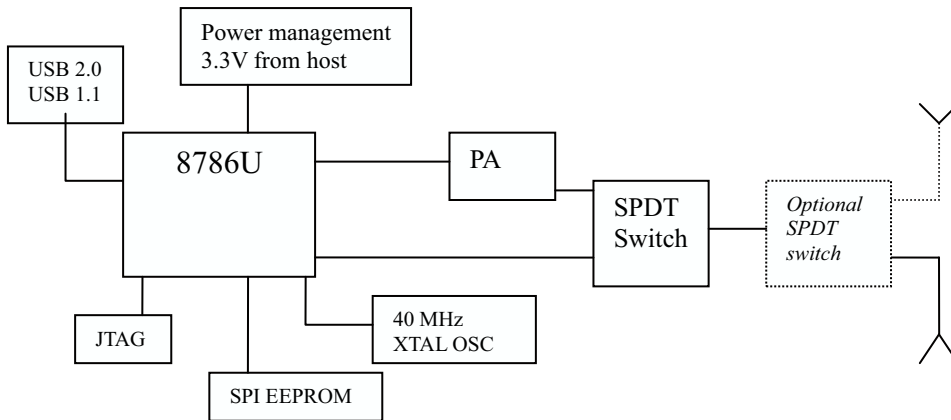 Power management
3.3V from host
USB 2.0
USB 1.1
8786U
PA
SPDT
Switch
Optional
SPDT
switch
JTAG
40 MHz
XTAL OSC
SPI EEPROM